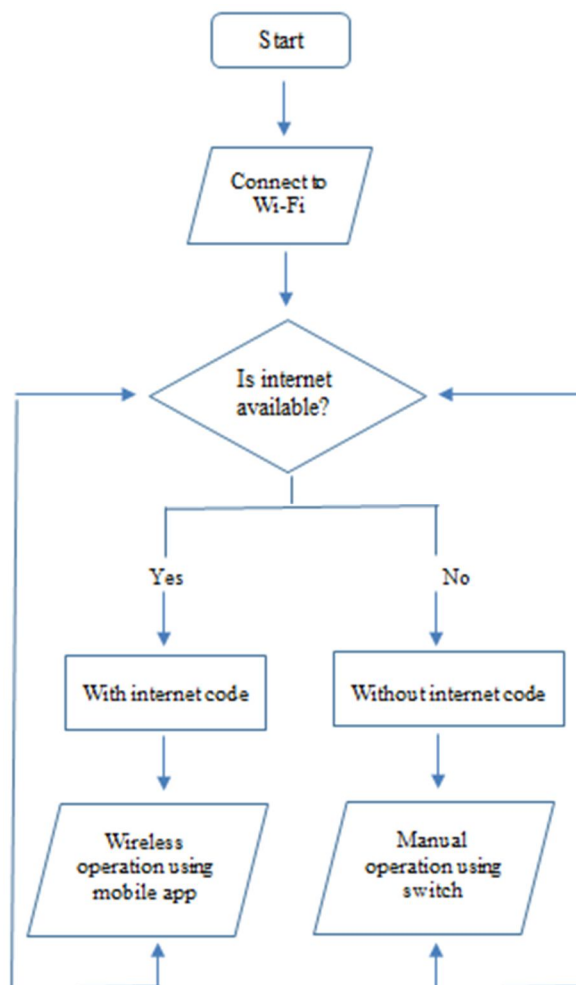 Start
Connect to
Wi-Fi
Is internet
available?
Yes
No
With internet code
Without internet code
Wireless
operation using
mobile app
Manual
operation using
switch